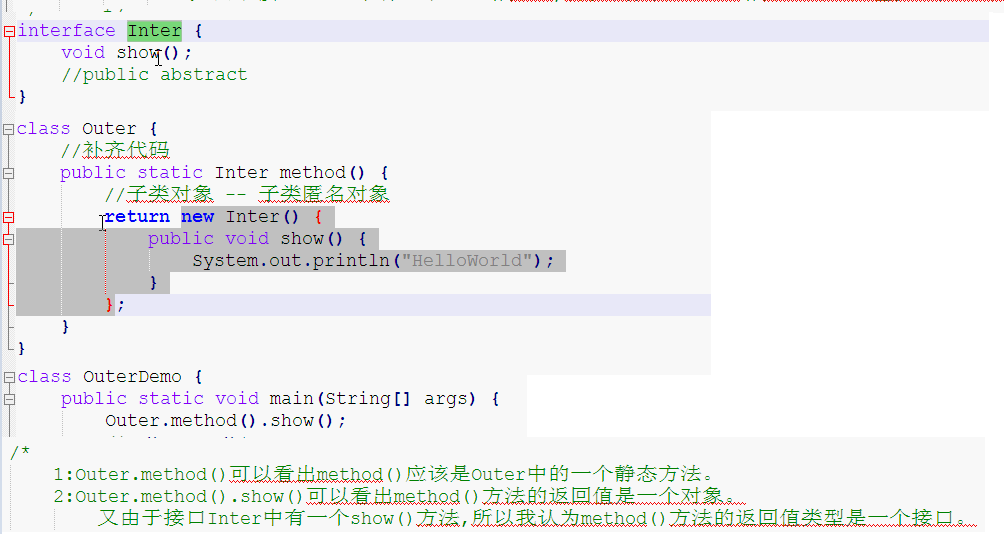 interface Inter {
void show();
//public abstract
}
class Outer {
//补齐代码
public static Inter method() {
//子类对象 -- 子类匿名对象
return new Inter() {
public void show() {
System.out.println("HelloWorld");
}
};
}
}
class OuterDemo {
public static void main(String[] args) {
Outer.method().show();
/*
1:Outer.method()可以看出method()应该是Outer中的一个静态方法。
2:Outer.method().show()可以看出method()方法的返回值是一个对象。
又由于接口Inter中有一个show()方法,所以我认为method()方法的返回值类型是一个接口。